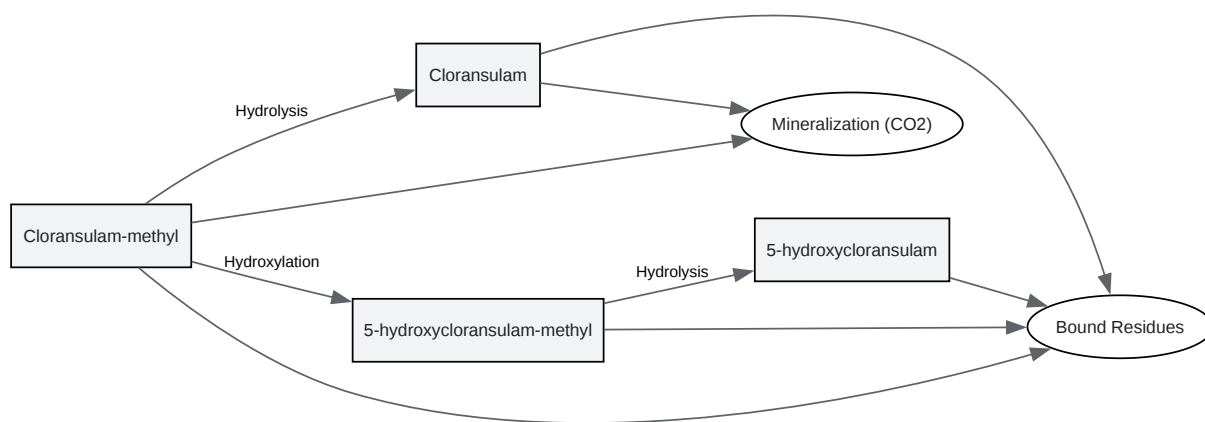 Cloransulam
Hydrolysis
Mineralization (CO2)
Cloransulam-methyl
5-hydroxycloransulam
Hydroxylation
Hydrolysis
5-hydroxycloransulam-methyl
Bound Residues